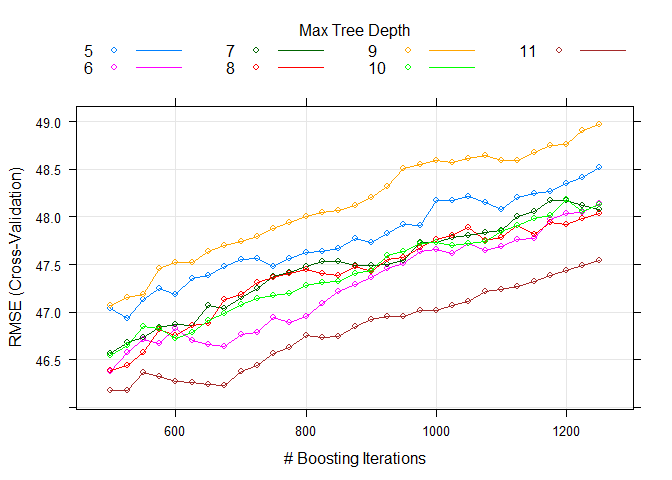 Max Tree Depth
5 7 9 11
6 8 10
RMSE (Cross-Validation)
49.0
48.5
48.0
47.5
47.0
46.5
600 800 1000 1200
# Boosting Iterations